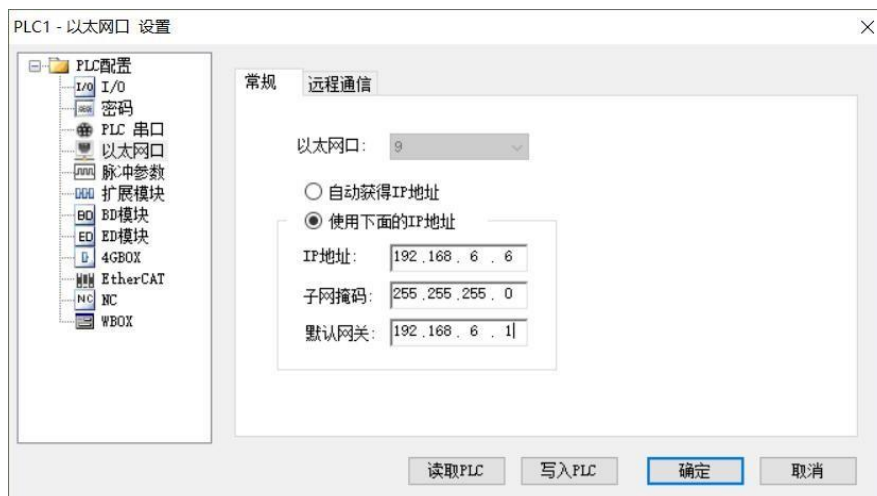 PLC1 - 以太网口 设置
PLC配置
I/O I/O
密码
PLC 串口
以太网口
脉冲参数
扩展模块
BD BD模块
ED ED模块
4GBOX
EtherCAT
NC NC
WBOX
常规 远程通信
以太网口: 9
自动获得IP地址
使用下面的IP地址
IP地址: 192.168. 6 . 6
子网掩码: 255.255.255. 0
默认网关: 192.168. 6 . 1
读取PLC 写入PLC 确定 取消